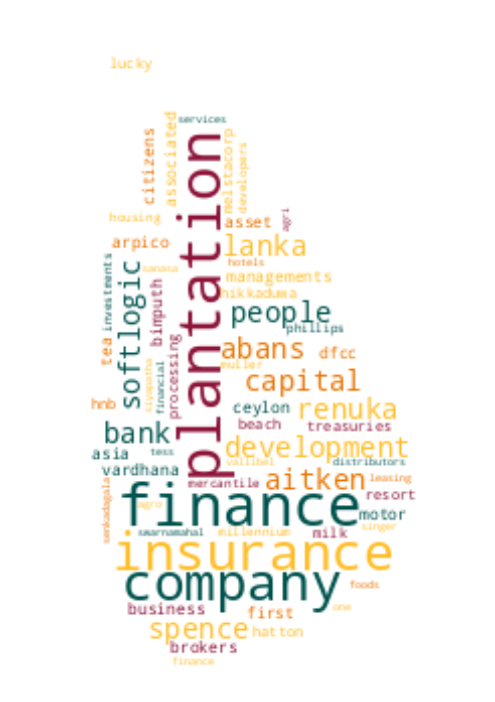 lucky
services
associated
citizens
plantation
melstacorp
developers
agri
housing
asset
arpico
lanka
hotels
sanasa
investments
softlogic
bimputh
managements
hikkaduwa
people
phillips
tea
processing
financial
siyapatha
abans
dfcc
muller
capital
hnb
ceylon
renuka
beach
treasuries
bank
development
asia
tess
vallibel
distributors
vardhana
mercantile
aitken
leasing
senkadagala
finance
agro
resort
motor
singer
swarnamahal
millennium
milk
insurance
company
foods
business
first
one
spence
hatton
brokers
finance